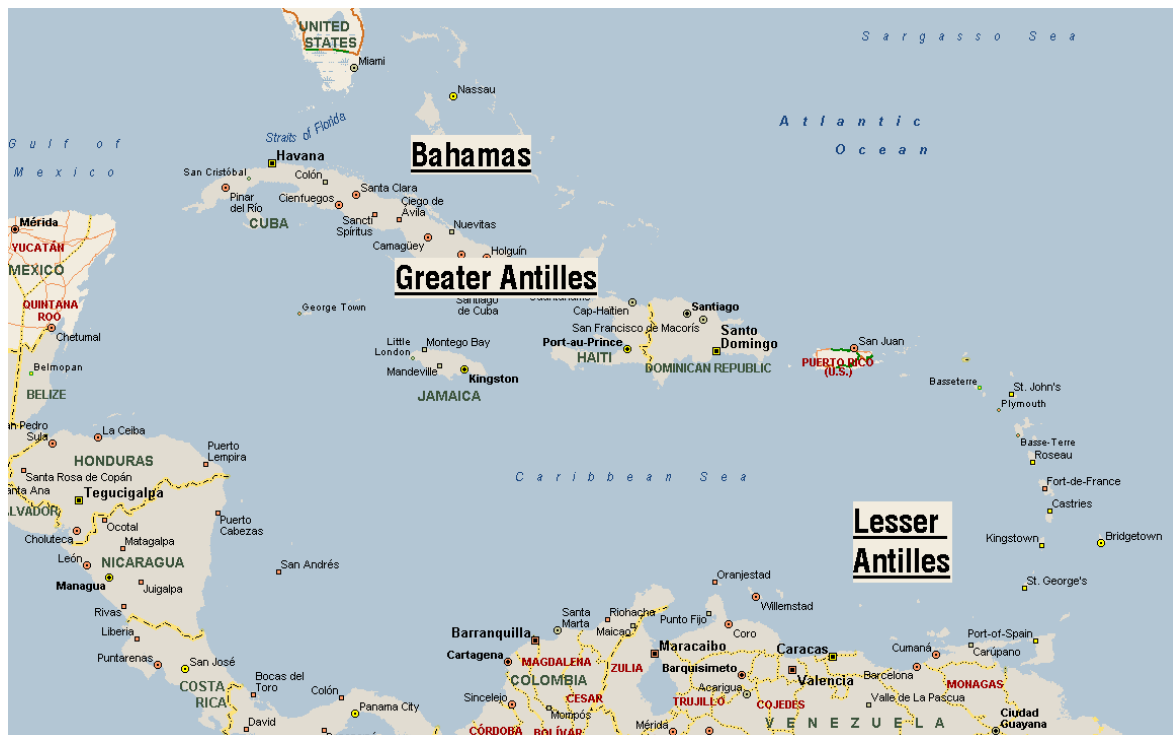 UNITED
STATES
Miami
Sargasso Sea
Nassau
Atlantic
Ocean
Gulf of
Mexico
Straits of Florida
Bahamas
Havana
San Cristóbal
Colón
Pinar
del Río
Cienfuegos
Santa Clara
CUBA
Sancti
Spíritus
Ciego de
Ávila
Nuevitas
Camagüey
Holguín
Mérida
YUCATÁN
MEXICO
QUINTANA
ROO
Chetumal
Greater Antilles
Santiago
de Cuba
Guantánamo
George Town
Cap-Haïtien
Santiago
San Francisco de Macorís
Port-au-Prince
Santo
Domingo
HAITI
DOMINICAN REPUBLIC
San Juan
PUERTO RICO
(U.S.)
Little
London
Montego Bay
Mandeville
Kingston
JAMAICA
Belmopan
BELIZE
Basseterre
St. John's
Plymouth
Basse-Terre
Roseau
Fort-de-France
Castries
Kingstown
Bridgetown
St. George's
an Pedro
Sula
La Ceiba
Puerto
Lempira
HONDURAS
Santa Rosa de Copán
anta Ana
Tegucigalpa
ALVADOR
Ocotal
Puerto
Cabezas
Choluteca
Matagalpa
León
NICARAGUA
Managua
Juigalpa
San Andrés
Rivas
Liberia
Puntarenas
San José
COSTA
RICA
Bocas del
Toro
Colón
Panama City
David
Caribbean Sea
Lesser
Antilles
Oranjestad
Willemstad
Punto Fijo
Coro
Santa
Marta
Riohacha
Maicao
Barranquilla
Cartagena
MAGDALENA
ZULIA
Maracaibo
Caracas
Cumaná
Port-of-Spain
Carúpano
COLOMBIA
Barquisimeto
Valencia
Barcelona
CESAR
Acarigua
MONAGAS
Sincelejo
Mompós
TRUJILLO
COJEDES
Valle de La Pascua
Ciudad
Guayana
CÓRDOBA
BOLÍVAR
Mérida
VENEZUELA